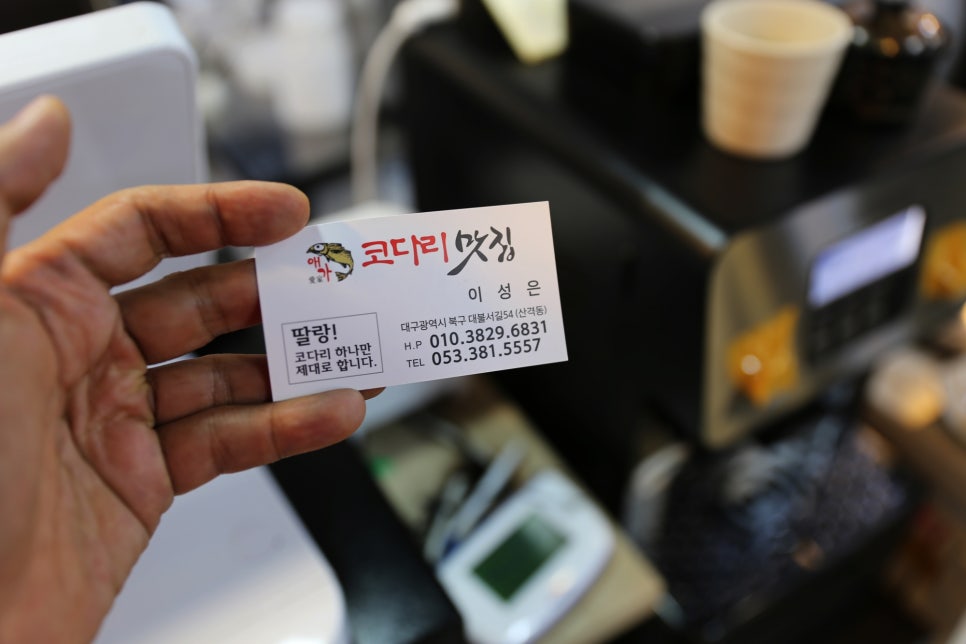 애가
愛家
코다리 맛집
이성은
딸랑!
코다리 하나만
제대로 합니다.
대구광역시 북구 대불서길54 (산격동)
H.P 010.3829.6831
TEL 053.381.5557